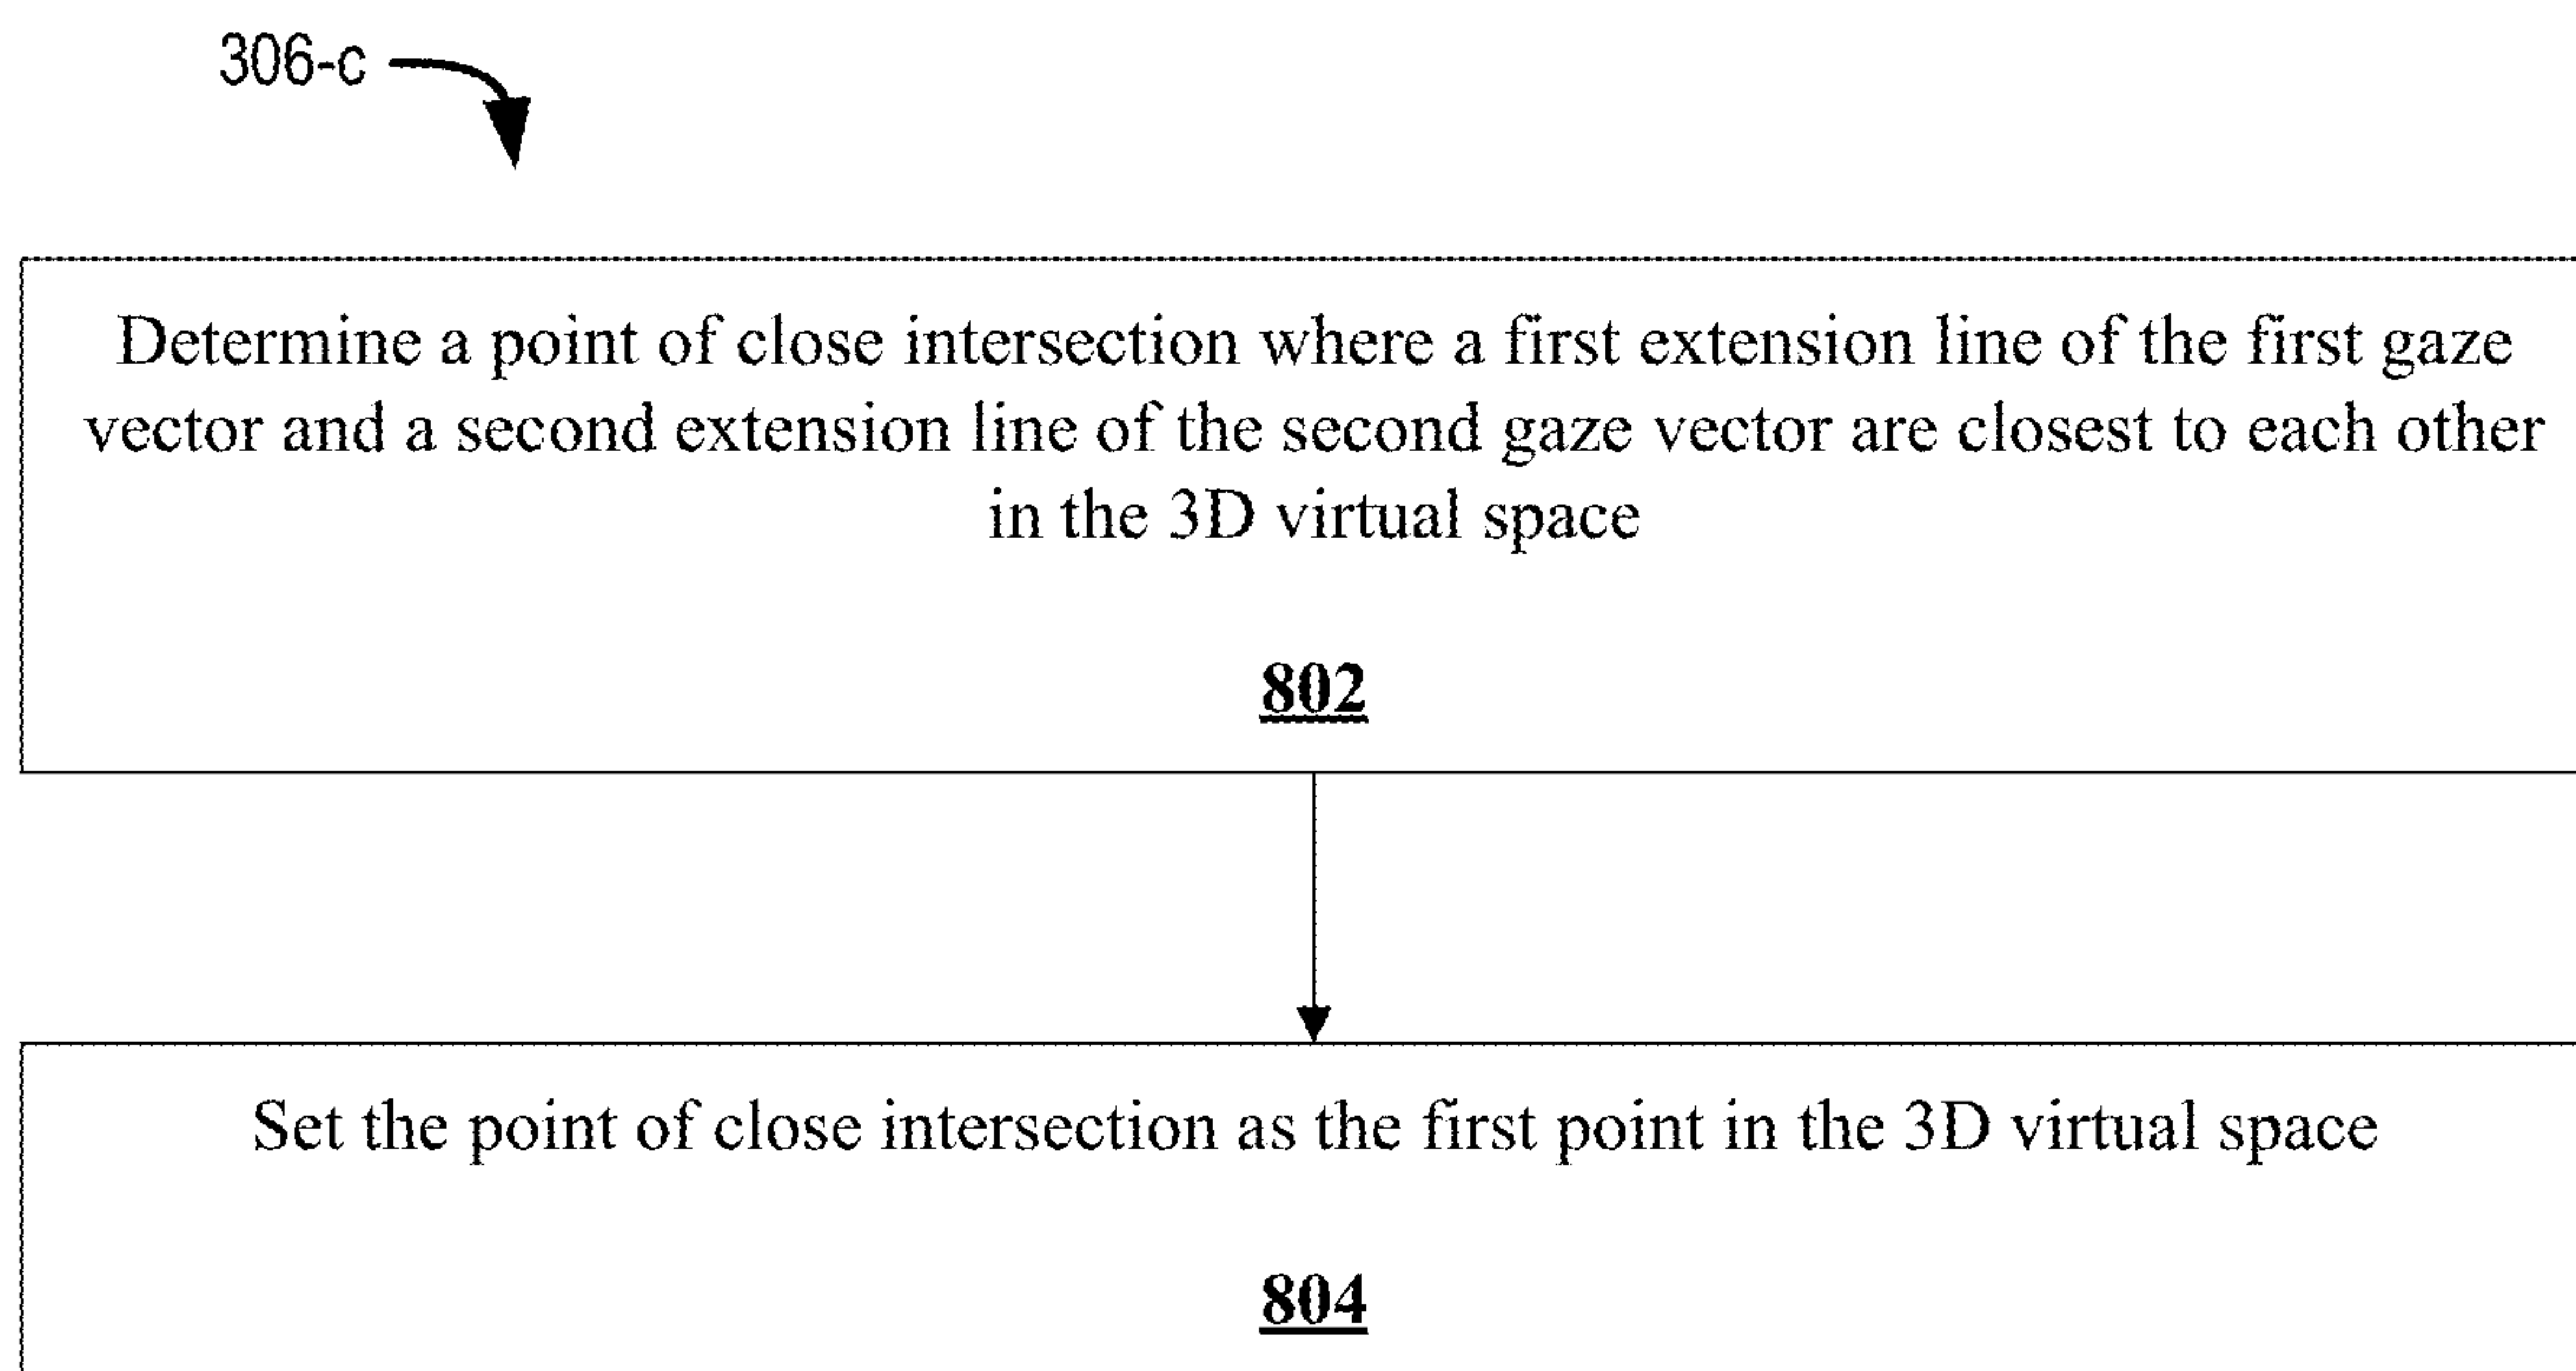 306-c
Determine a point of close intersection where a first extension line of the first gaze
vector and a second extension line of the second gaze vector are closest to each other
in the 3D virtual space
802
Set the point of close intersection as the first point in the 3D virtual space
804